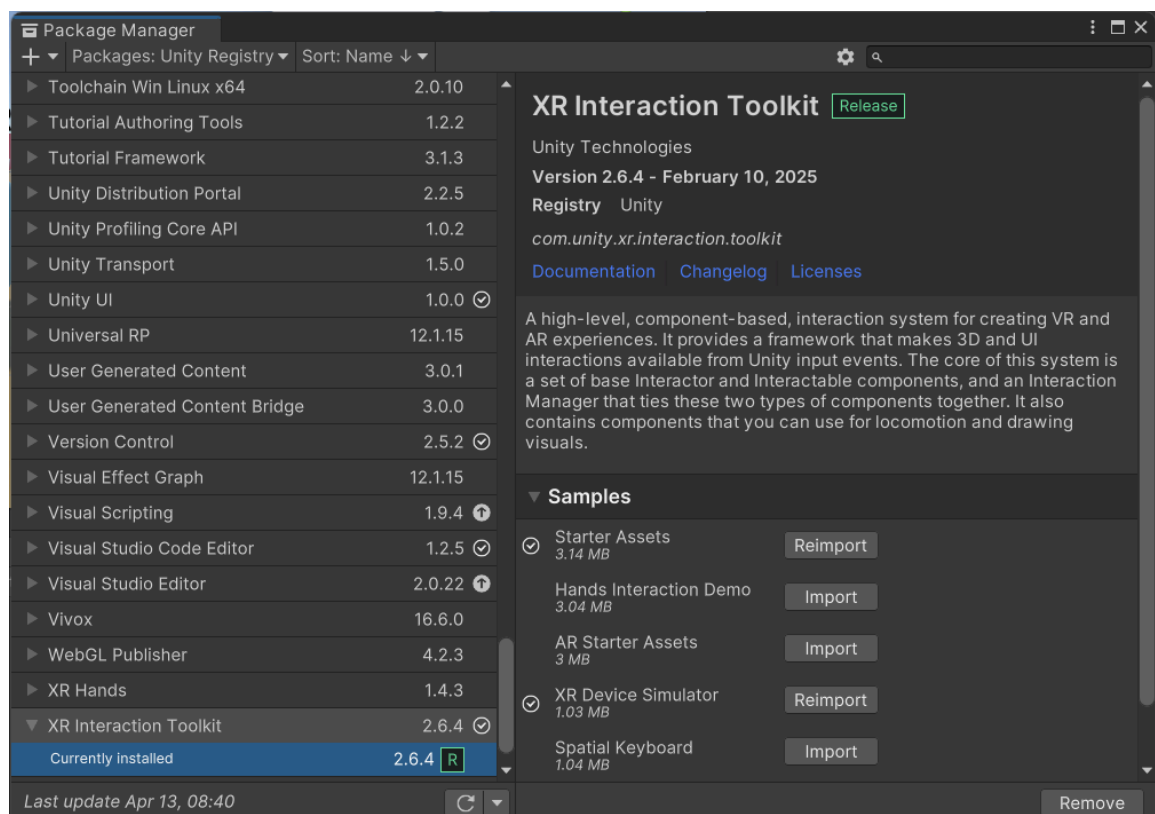 Package Manager
Packages: Unity Registry Sort: Name ↓
Toolchain Win Linux x64 2.0.10
Tutorial Authoring Tools 1.2.2
Tutorial Framework 3.1.3
Unity Distribution Portal 2.2.5
Unity Profiling Core API 1.0.2
Unity Transport 1.5.0
Unity UI 1.0.0
Universal RP 12.1.15
User Generated Content 3.0.1
User Generated Content Bridge 3.0.0
Version Control 2.5.2
Visual Effect Graph 12.1.15
Visual Scripting 1.9.4
Visual Studio Code Editor 1.2.5
Visual Studio Editor 2.0.22
Vivox 16.6.0
WebGL Publisher 4.2.3
XR Hands 1.4.3
XR Interaction Toolkit 2.6.4
Currently installed 2.6.4 R
Last update Apr 13, 08:40
XR Interaction Toolkit Release
Unity Technologies
Version 2.6.4 - February 10, 2025
Registry Unity
com.unity.xr.interaction.toolkit
Documentation Changelog Licenses
A high-level, component-based, interaction system for creating VR and
AR experiences. It provides a framework that makes 3D and UI
interactions available from Unity input events. The core of this system is
a set of base Interactor and Interactable components, and an Interaction
Manager that ties these two types of components together. It also
contains components that you can use for locomotion and drawing
visuals.
Samples
Starter Assets
3.14 MB
Reimport
Hands Interaction Demo
3.04 MB
Import
AR Starter Assets
3 MB
Import
XR Device Simulator
1.03 MB
Reimport
Spatial Keyboard
1.04 MB
Import
Remove